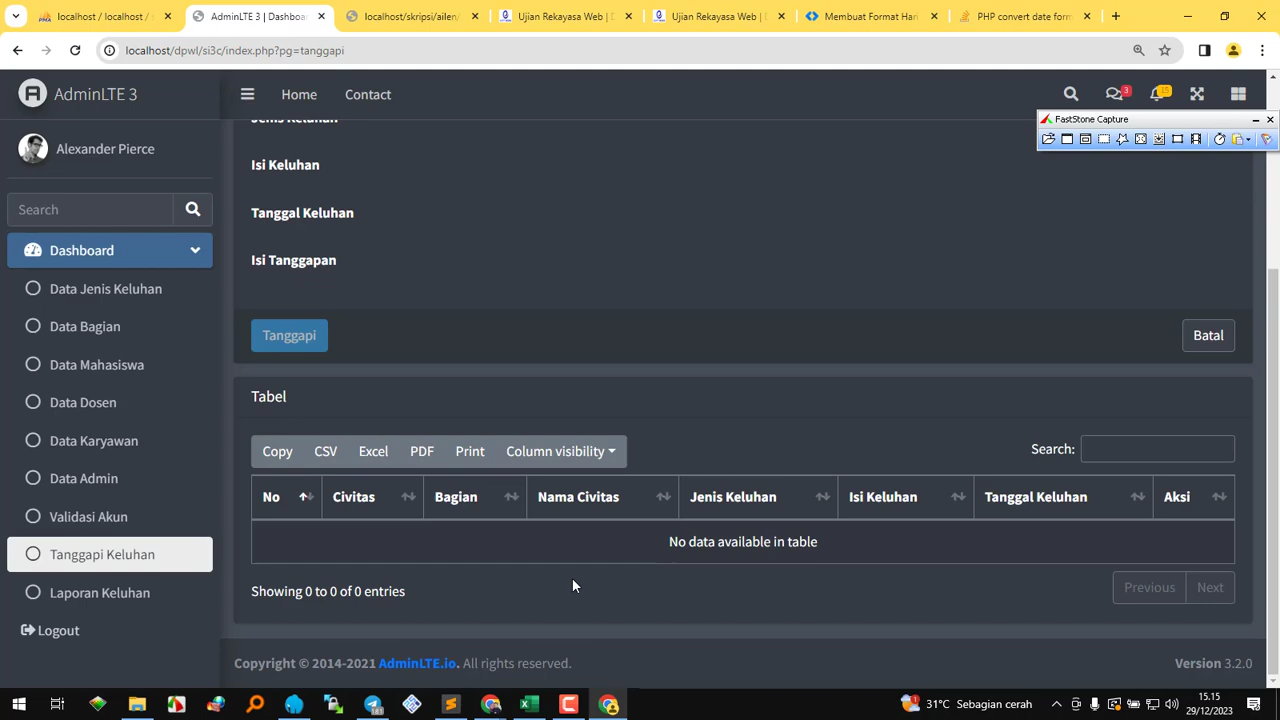 localhost / localhost /
AdminLTE 3 | Dashboa
localhost/skripsi/ailen/
Ujian Rekayasa Web | D
Ujian Rekayasa Web | D
Membuat Format Hari
PHP convert date form
localhost/dpwl/si3c/index.php?pg=tanggapi
AdminLTE 3
Home
Contact
3
15
FastStone Capture
Alexander Pierce
Search
Dashboard
Data Jenis Keluhan
Data Bagian
Data Mahasiswa
Data Dosen
Data Karyawan
Data Admin
Validasi Akun
Tanggapi Keluhan
Laporan Keluhan
Logout
Jenis Keluhan
Isi Keluhan
Tanggal Keluhan
Isi Tanggapan
Tanggapi
Batal
Tabel
Copy CSV Excel PDF Print Column visibility
Search:
No Civitas Bagian Nama Civitas Jenis Keluhan Isi Keluhan Tanggal Keluhan Aksi
No data available in table
Showing 0 to 0 of 0 entries
Previous Next
Copyright © 2014-2021 AdminLTE.io. All rights reserved.
Version 3.2.0
31°C Sebagian cerah
15.15
29/12/2023